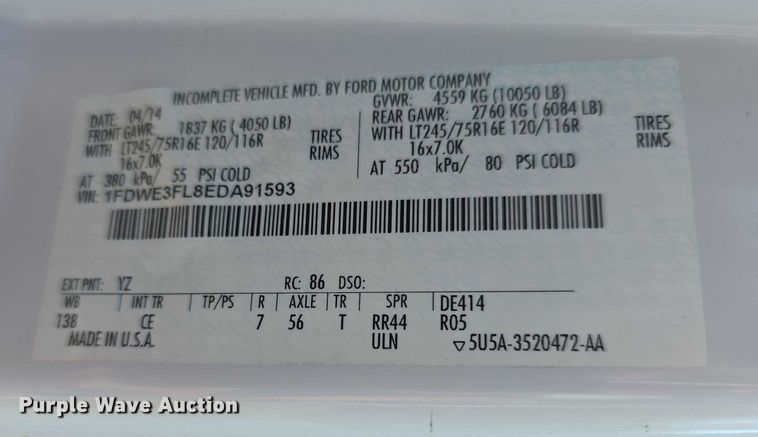 INCOMPLETE VEHICLE MFD. BY FORD MOTOR COMPANY
DATE: 04/14
GVWR: 4559 KG (10050 LB)
FRONT GAWR: 1837 KG ( 4050 LB)
REAR GAWR: 2760 KG ( 6084 LB)
WITH LT245/75R16E 120/116R TIRES
WITH LT245/75R16E 120/116R TIRES
16x7.0K RIMS
16x7.0K RIMS
AT 380 kPa/ 55 PSI COLD
AT 550 kPa/ 80 PSI COLD
VIN: 1FDWE3FL8EDA91593
EXT PNT: YZ RC: 86 DSO:
WB INT TR TP/PS R AXLE TR SPR DE414
138 CE 7 56 T RR44 R05
MADE IN U.S.A. ULN 5U5A-3520472-AA
Purple Wave Auction